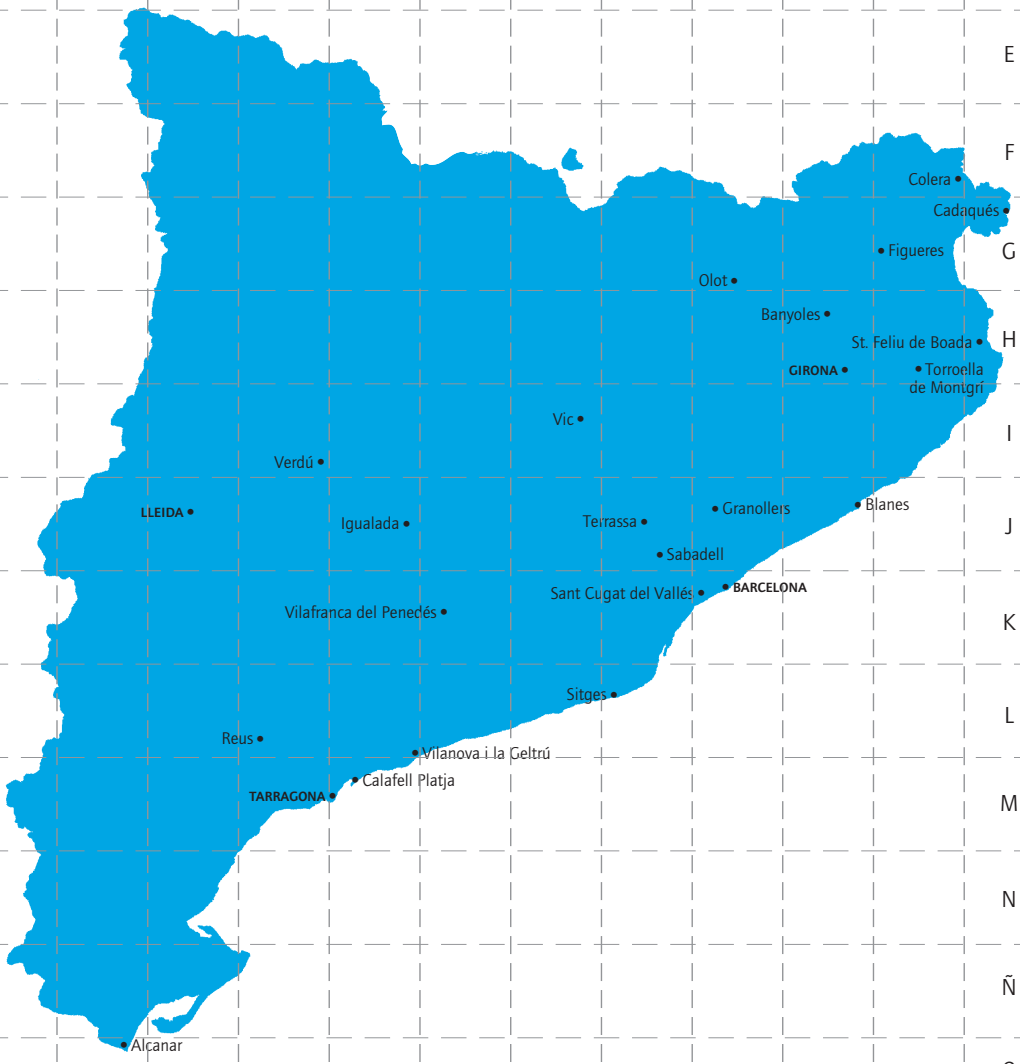 E
F
Colera
Cadaqués
G
Figueres
Olot
Banyoles
H
St. Feliu de Boada
GIRONA
Torroella
de Montgrí
Vic
I
Verdú
Blanes
Granollers
LLEIDA
Terrassa
Igualada
J
Sabadell
BARCELONA
Sant Cugat del Vallés
Vilafranca del Penedés
K
Sitges
L
Reus
Vilanova i la Geltrú
Calafell Platja
TARRAGONA
M
N
Ñ
Alcanar